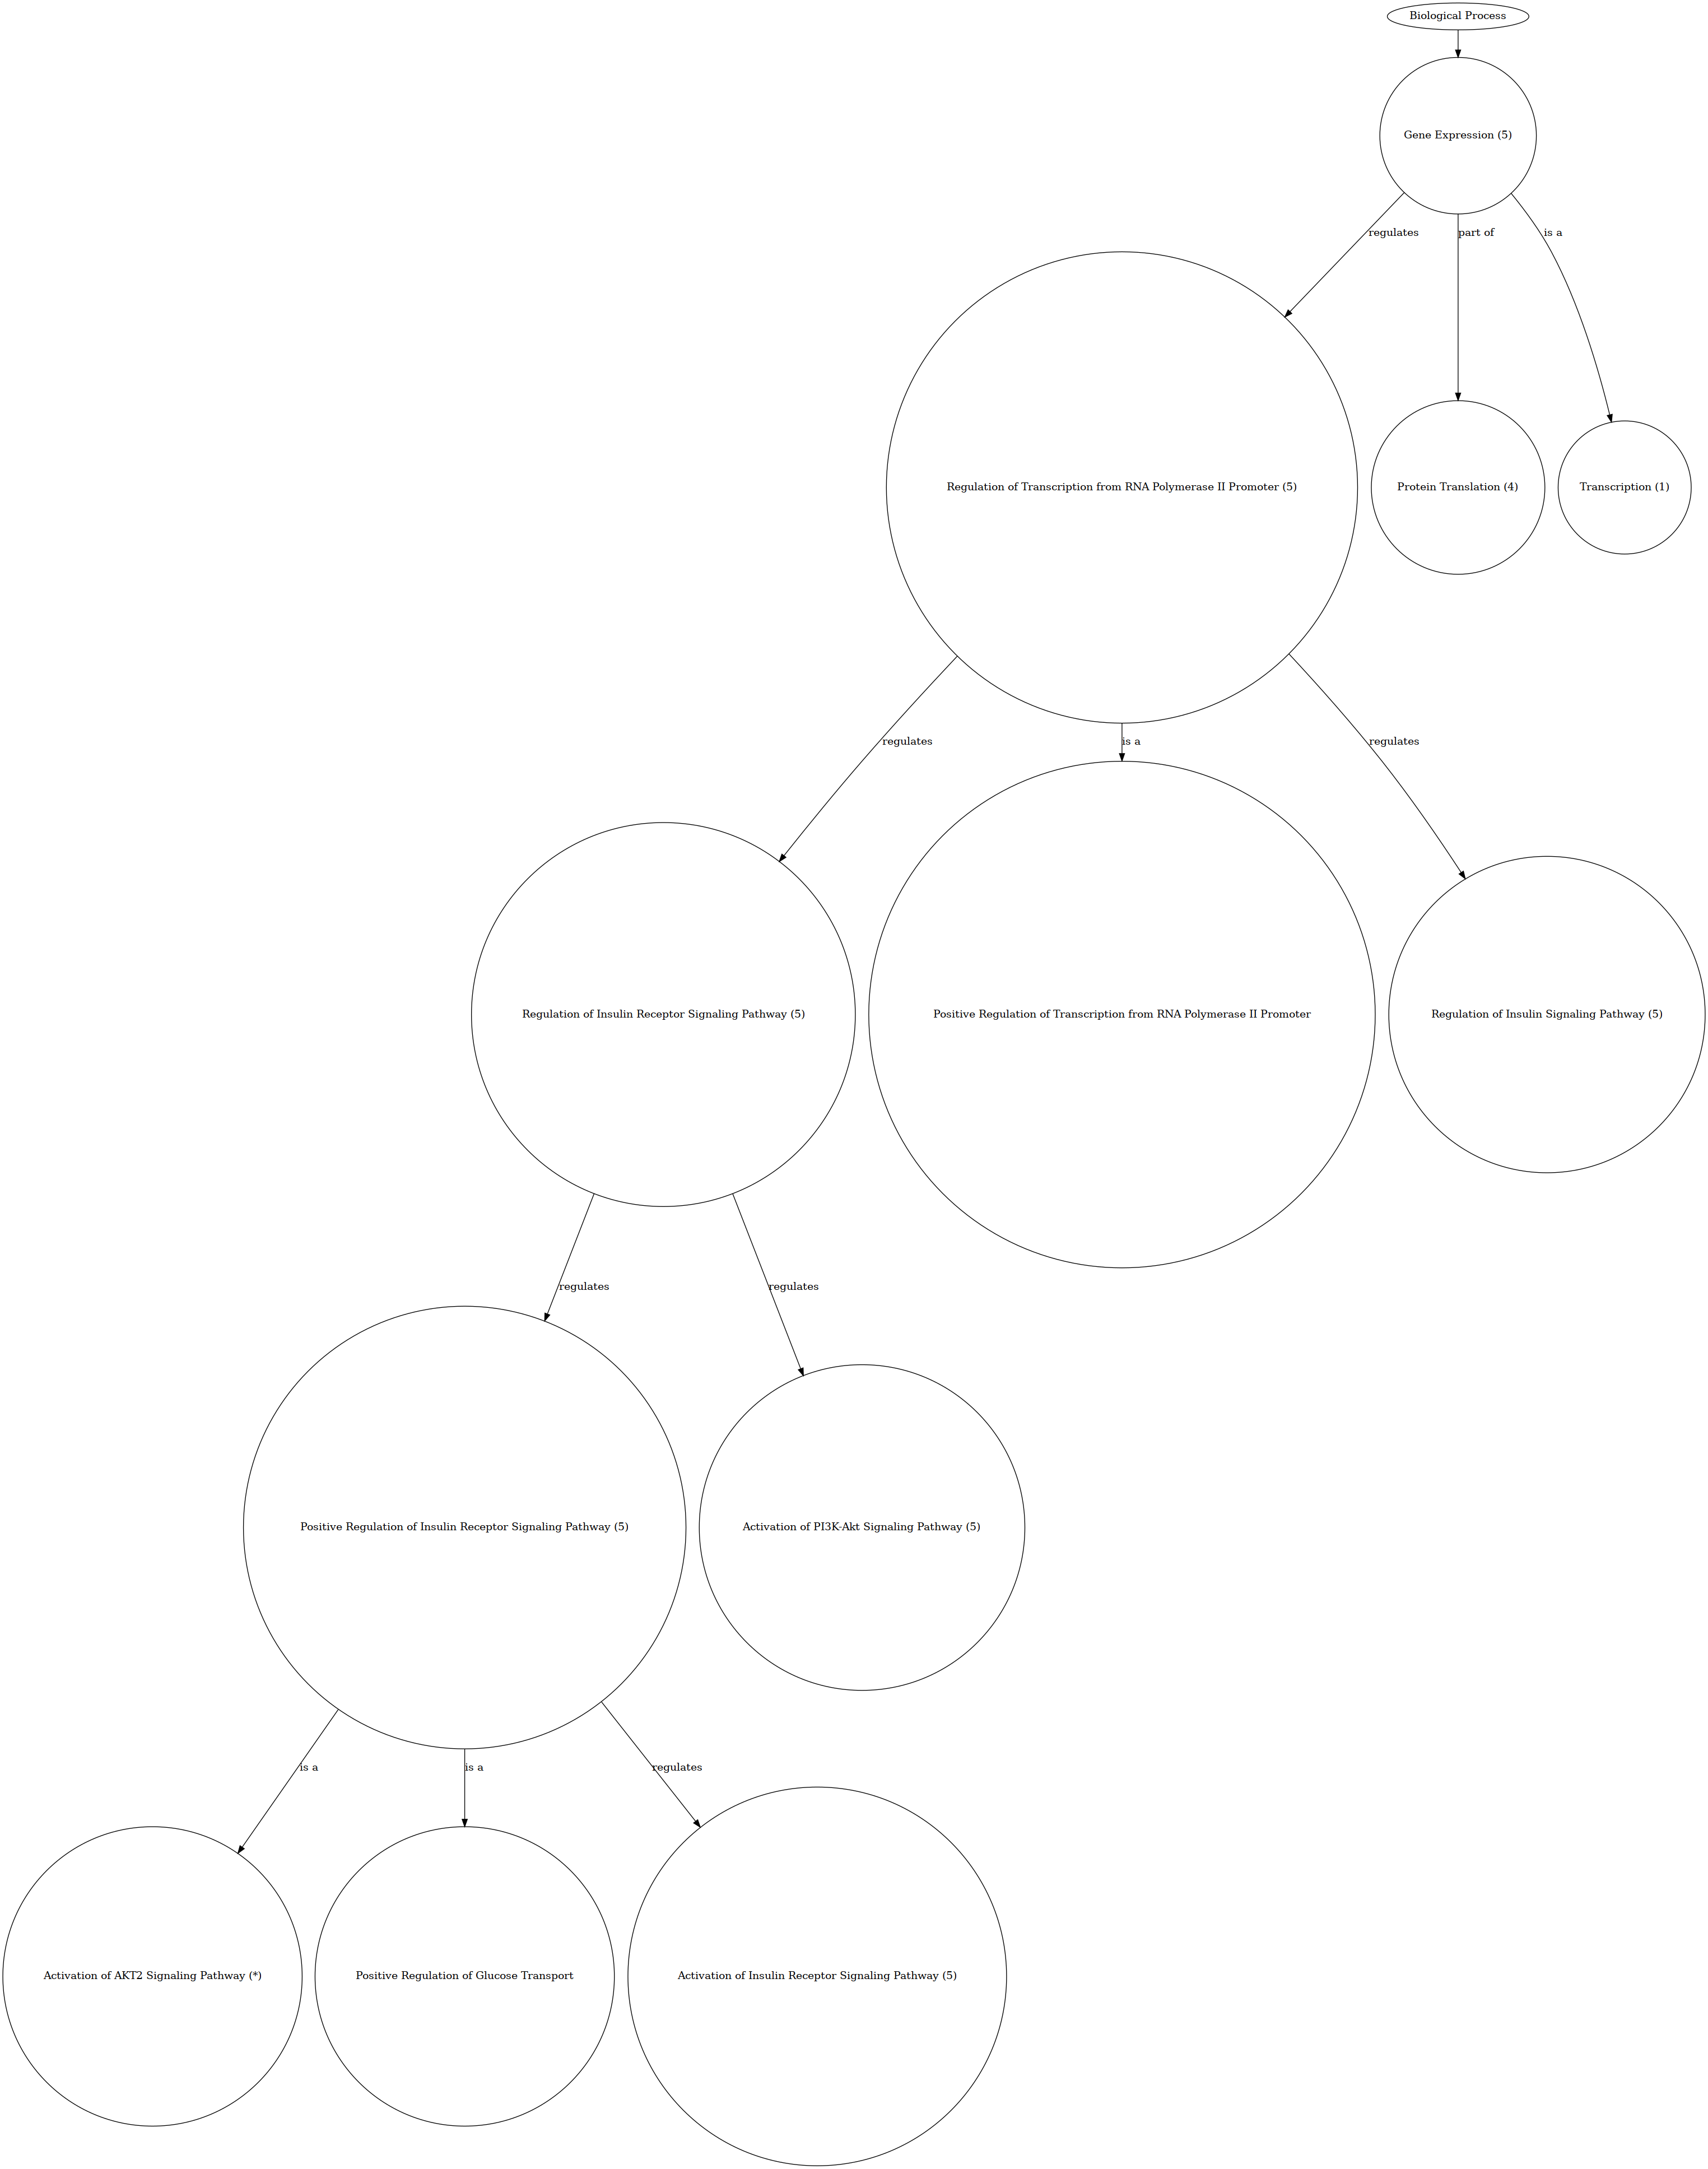 Biological Process
Gene Expression (5)
regulates
part of
is a
Regulation of Transcription from RNA Polymerase II Promoter (5)
Protein Translation (4)
Transcription (1)
regulates
is a
regulates
Regulation of Insulin Receptor Signaling Pathway (5)
Positive Regulation of Transcription from RNA Polymerase II Promoter
Regulation of Insulin Signaling Pathway (5)
regulates
regulates
Positive Regulation of Insulin Receptor Signaling Pathway (5)
Activation of PI3K-Akt Signaling Pathway (5)
is a
is a
regulates
Activation of AKT2 Signaling Pathway (*)
Positive Regulation of Glucose Transport
Activation of Insulin Receptor Signaling Pathway (5)